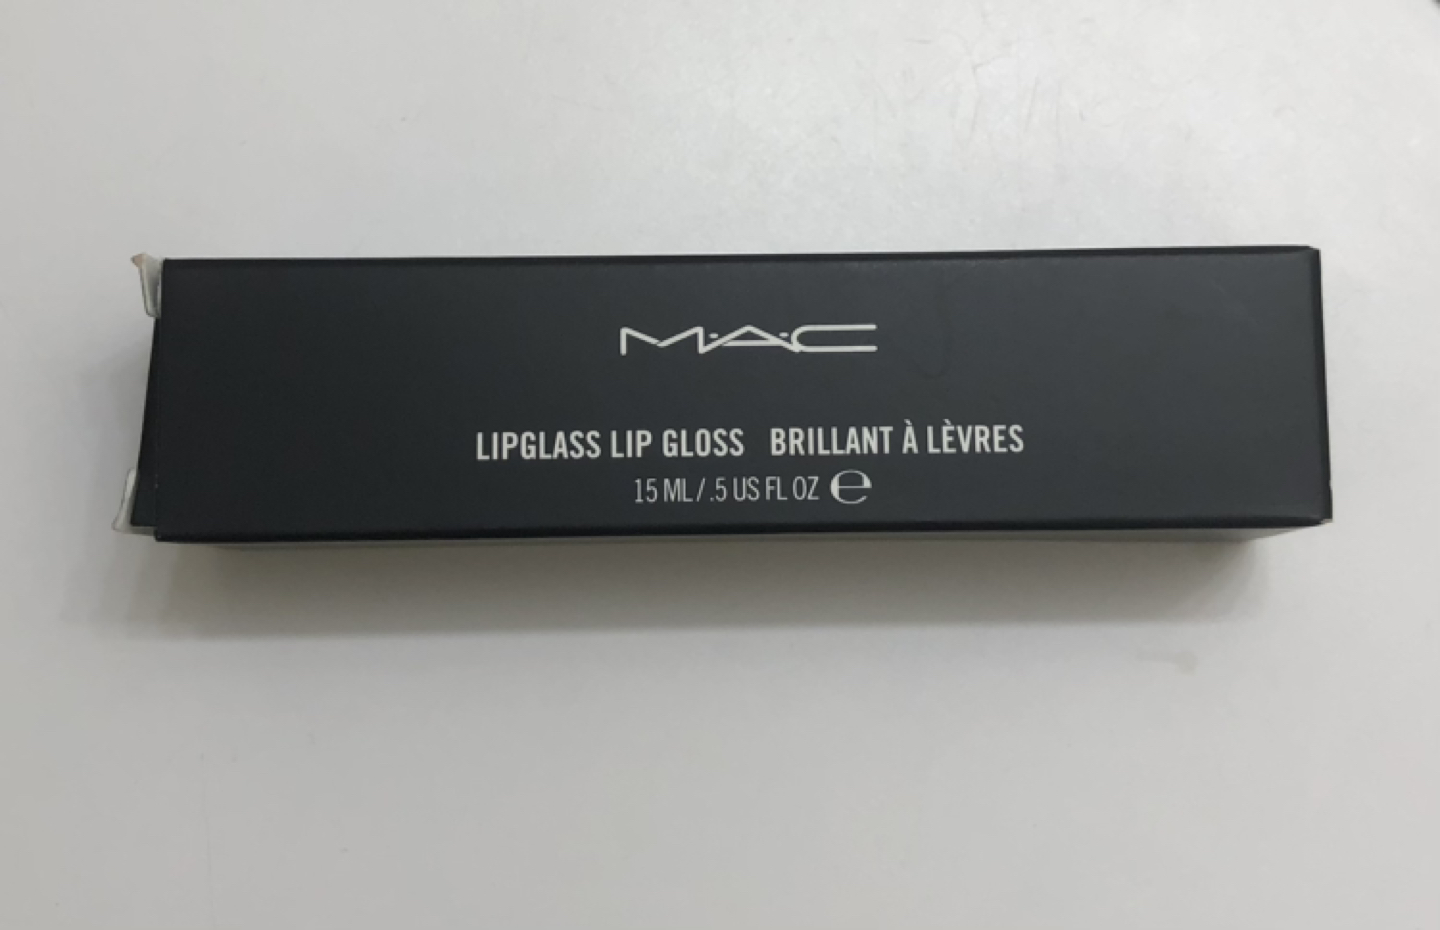 M·A·C
LIPGLASS LIP GLOSS BRILLANT À LÈVRES
15 ML / .5 US FL OZ ℮